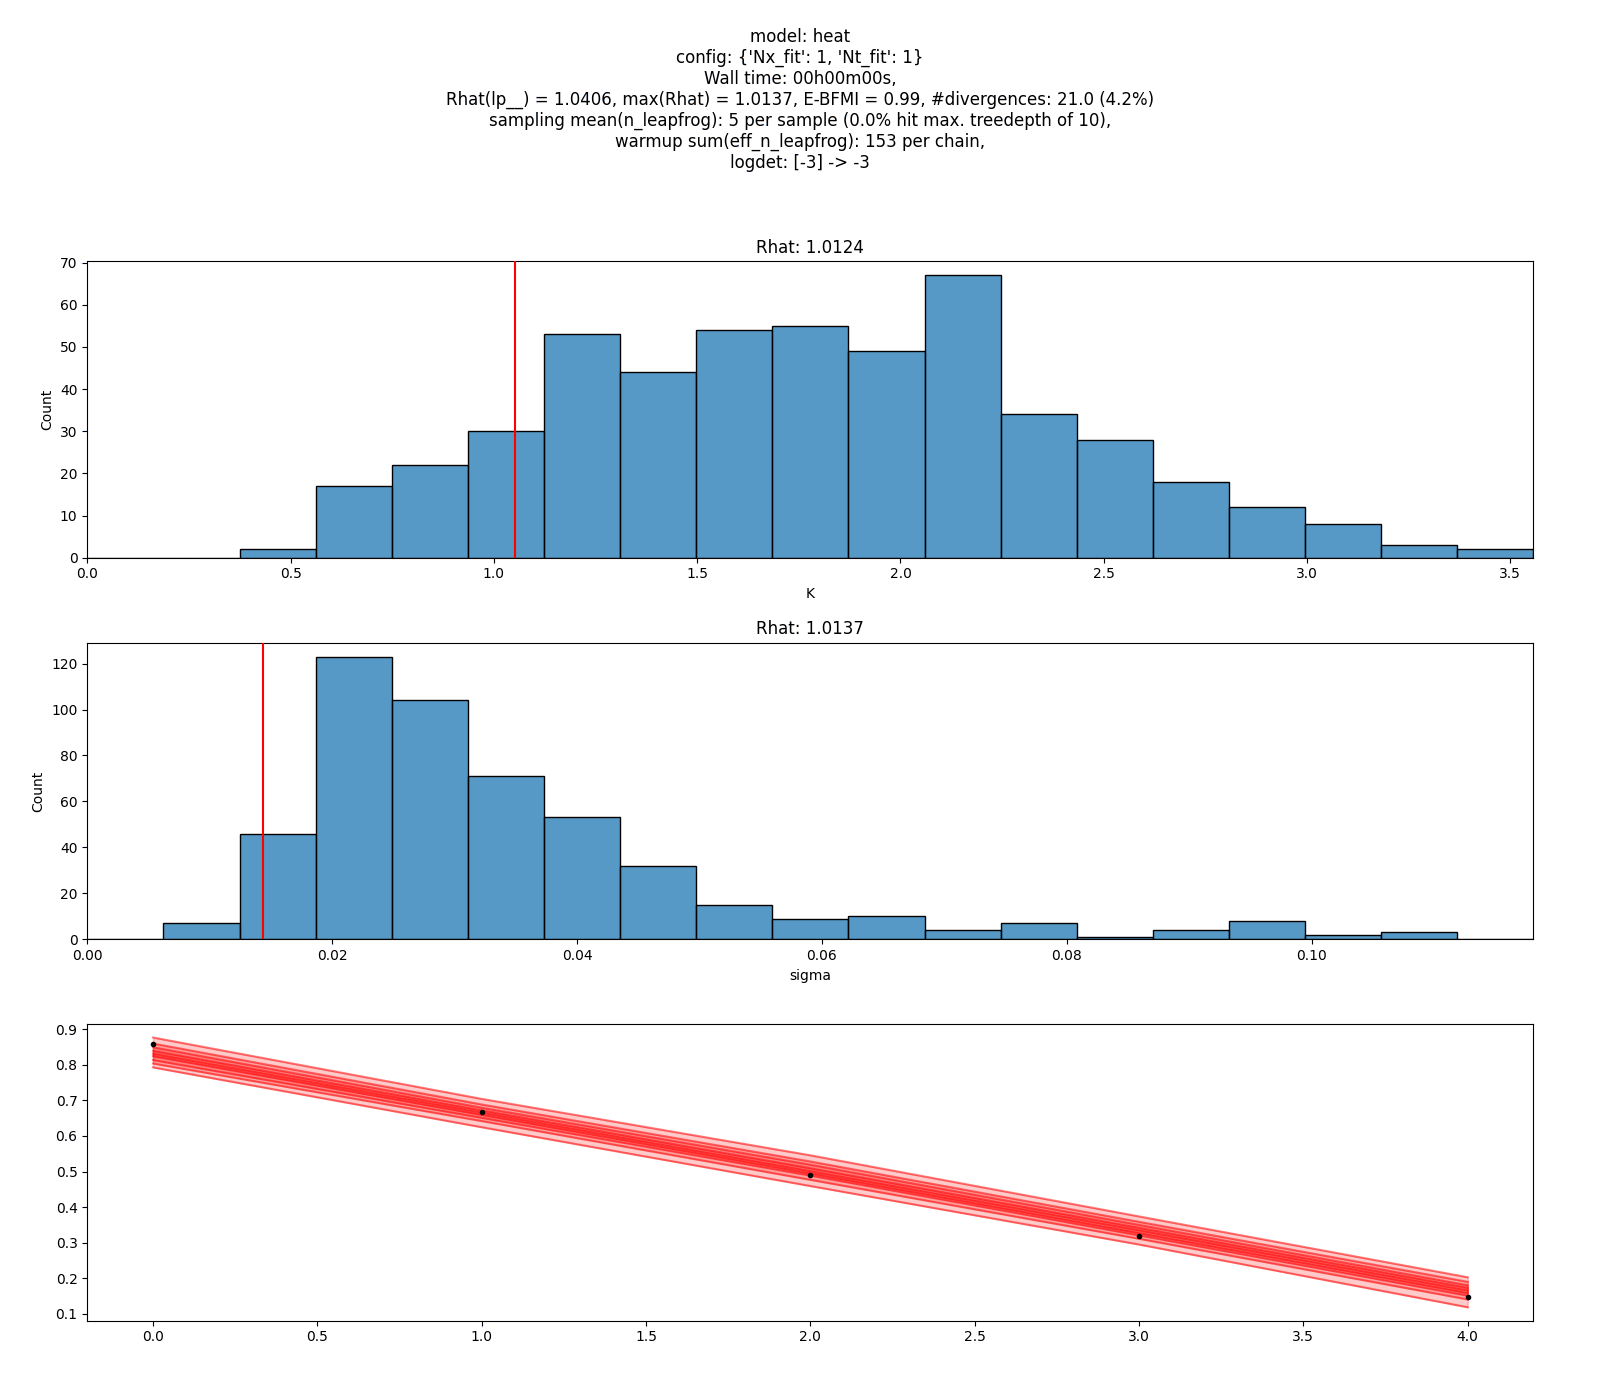 model: heat
config: {'Nx_fit': 1, 'Nt_fit': 1}
Wall time: 00h00m00s,
Rhat(lp__) = 1.0406, max(Rhat) = 1.0137, E-BFMI = 0.99, #divergences: 21.0 (4.2%)
sampling mean(n_leapfrog): 5 per sample (0.0% hit max. treedepth of 10),
warmup sum(eff_n_leapfrog): 153 per chain,
logdet: [-3] -> -3
Rhat: 1.0124
70
60
50
40
30
20
10
0
Count
0.0 0.5 1.0 1.5 2.0 2.5 3.0 3.5
K
Rhat: 1.0137
120
100
80
60
40
20
0
Count
0.00 0.02 0.04 0.06 0.08 0.10
sigma
0.9
0.8
0.7
0.6
0.5
0.4
0.3
0.2
0.1
0.0 0.5 1.0 1.5 2.0 2.5 3.0 3.5 4.0